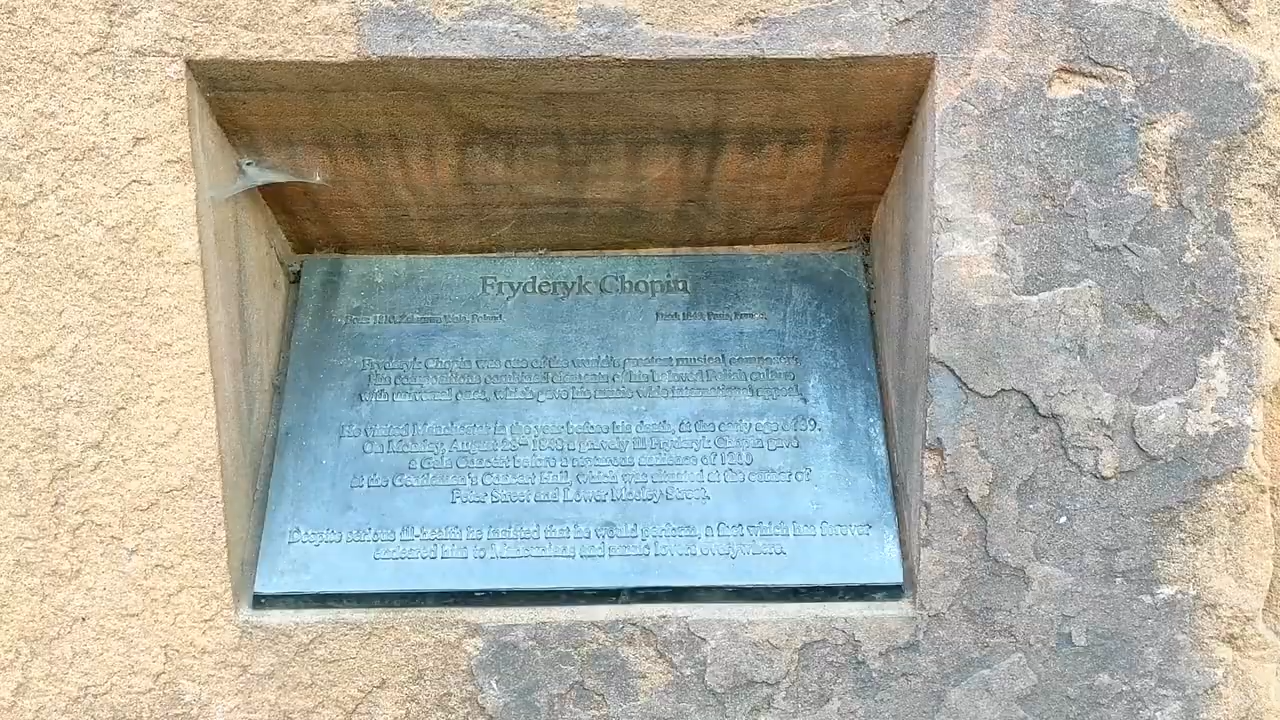 Fryderyk Chopin
Born: 1810, Zelazowa Wola, Poland. Died: 1849, Paris, France.
Fryderyk Chopin was one of the world's greatest musical composers.
His compositions combined elements of his beloved Polish culture
with universal ones, which gave his music wide international appeal.
He visited Manchester in the year before his death, at the early age of 39.
On Monday, August 28th 1848 a gravely ill Fryderyk Chopin gave
a Gala Concert before a rapturous audience of 1200
at the Gentlemen's Concert Hall, which was situated at the corner of
Peter Street and Lower Mosley Street.
Despite serious ill-health he insisted that he would perform, a fact which has forever
endeared him to Mancunians and music lovers everywhere.